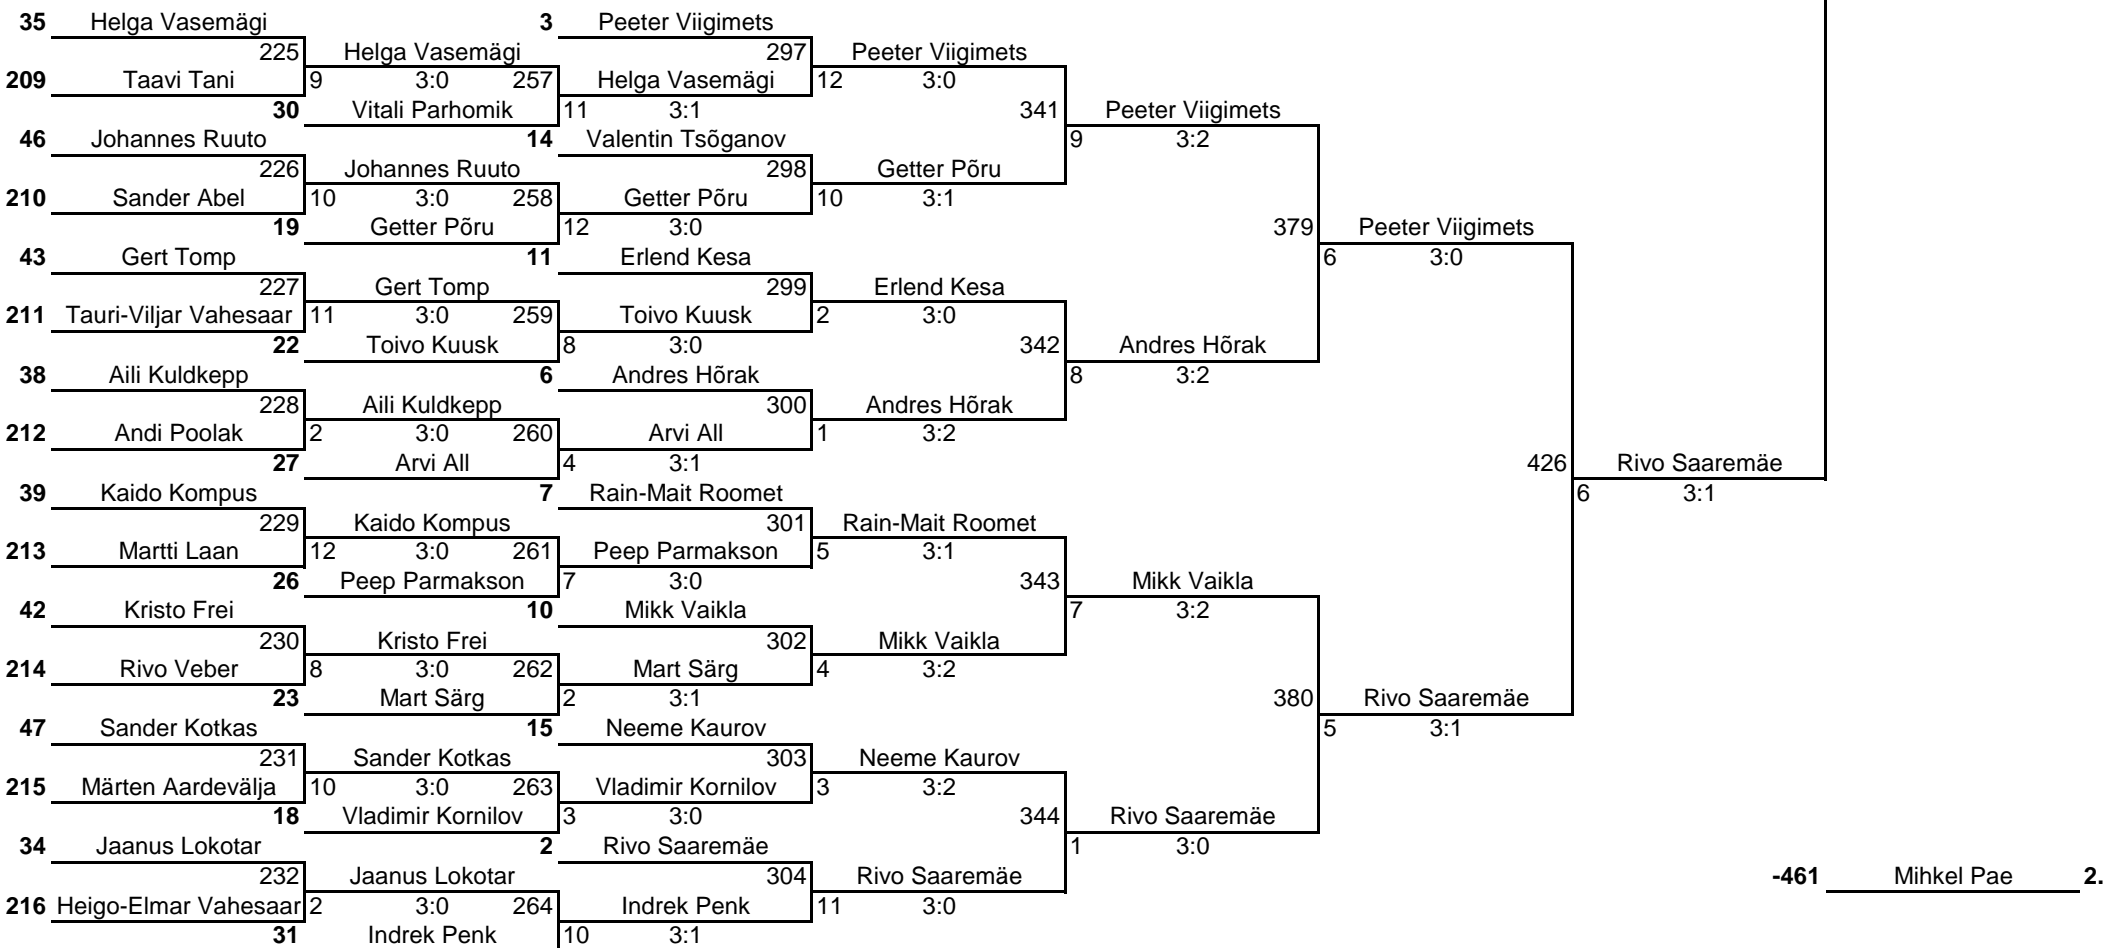 35 Helga Vasemägi 3 Peeter Viigimets
225 Helga Vasemägi 297 Peeter Viigimets
209 Taavi Tani 9 3:0 257 Helga Vasemägi 12 3:0
30 Vitali Parhomik 11 3:1 341 Peeter Viigimets
46 Johannes Ruuto 14 Valentin Tsõganov 9 3:2
226 Johannes Ruuto 298 Getter Põru
210 Sander Abel 10 3:0 258 Getter Põru 10 3:1
19 Getter Põru 12 3:0 379 Peeter Viigimets
43 Gert Tomp 11 Erlend Kesa 6 3:0
227 Gert Tomp 299 Erlend Kesa
211 Tauri-Viljar Vahesaar 11 3:0 259 Toivo Kuusk 2 3:0
22 Toivo Kuusk 8 3:0 342 Andres Hõrak
38 Aili Kuldkepp 6 Andres Hõrak 8 3:2
228 Aili Kuldkepp 300 Andres Hõrak
212 Andi Poolak 2 3:0 260 Arvi All 1 3:2
27 Arvi All 4 3:1 426 Rivo Saaremäe
39 Kaido Kompus 7 Rain-Mait Roomet 6 3:1
229 Kaido Kompus 301 Rain-Mait Roomet
213 Martti Laan 12 3:0 261 Peep Parmakson 5 3:1
26 Peep Parmakson 7 3:0 343 Mikk Vaikla
42 Kristo Frei 10 Mikk Vaikla 7 3:2
230 Kristo Frei 302 Mikk Vaikla
214 Rivo Veber 8 3:0 262 Mart Särg 4 3:2
23 Mart Särg 2 3:1 380 Rivo Saaremäe
47 Sander Kotkas 15 Neeme Kaurov 5 3:1
231 Sander Kotkas 303 Neeme Kaurov
215 Märten Aardevälja 10 3:0 263 Vladimir Kornilov 3 3:2
18 Vladimir Kornilov 3 3:0 344 Rivo Saaremäe
34 Jaanus Lokotar 2 Rivo Saaremäe 1 3:0
232 Jaanus Lokotar 304 Rivo Saaremäe -461 Mihkel Pae 2.
216 Heigo-Elmar Vahesaar 2 3:0 264 Indrek Penk 11 3:0
31 Indrek Penk 10 3:1